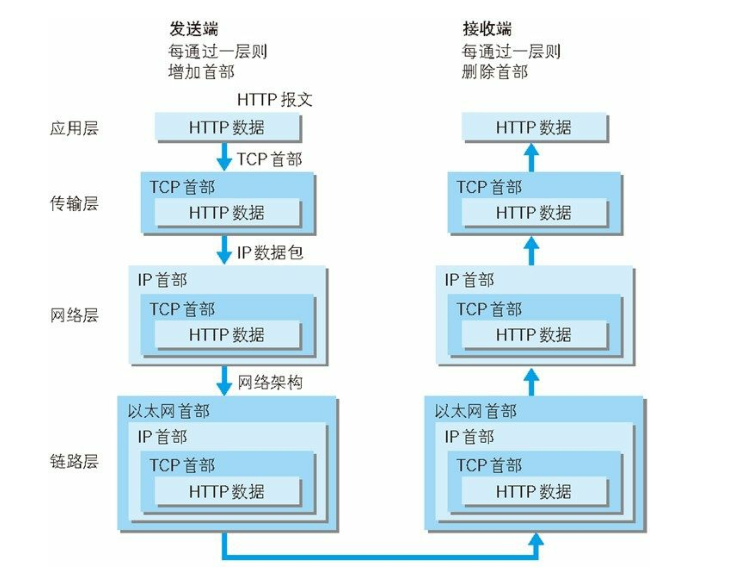 发送端
每通过一层则
增加首部
接收端
每通过一层则
删除首部
HTTP 报文
应用层
HTTP 数据
HTTP 数据
TCP 首部
传输层
TCP 首部
HTTP 数据
TCP 首部
HTTP 数据
IP 数据包
网络层
IP 首部
TCP 首部
HTTP 数据
IP 首部
TCP 首部
HTTP 数据
网络架构
链路层
以太网首部
IP 首部
TCP 首部
HTTP 数据
以太网首部
IP 首部
TCP 首部
HTTP 数据